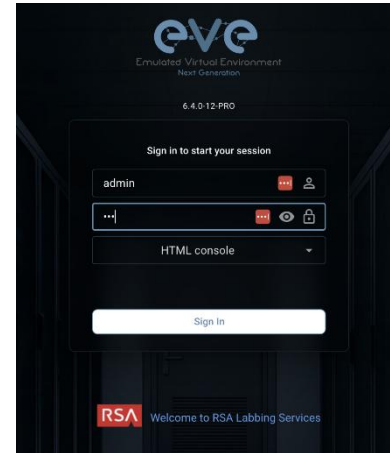 eve
Emulated Virtual Environment
Next Generation
6.4.0-12-PRO
Sign in to start your session
admin
•••
HTML console
Sign In
RSA Welcome to RSA Labbing Services